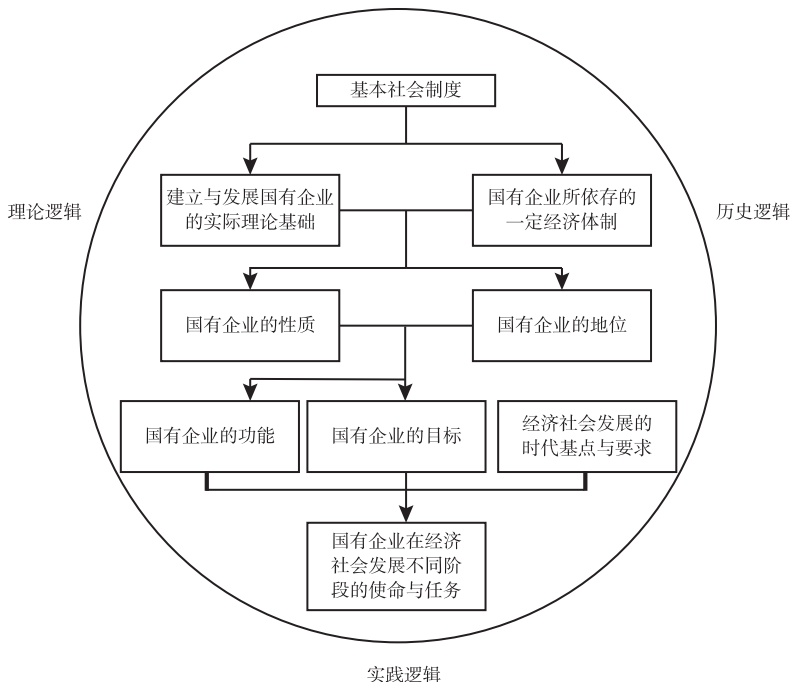 基本社会制度
建立与发展国有企业
的实际理论基础
国有企业所依存的
一定经济体制
理论逻辑
历史逻辑
国有企业的性质
国有企业的地位
国有企业的功能
国有企业的目标
经济社会发展的
时代基点与要求
国有企业在经济
社会发展不同阶
段的使命与任务
实践逻辑